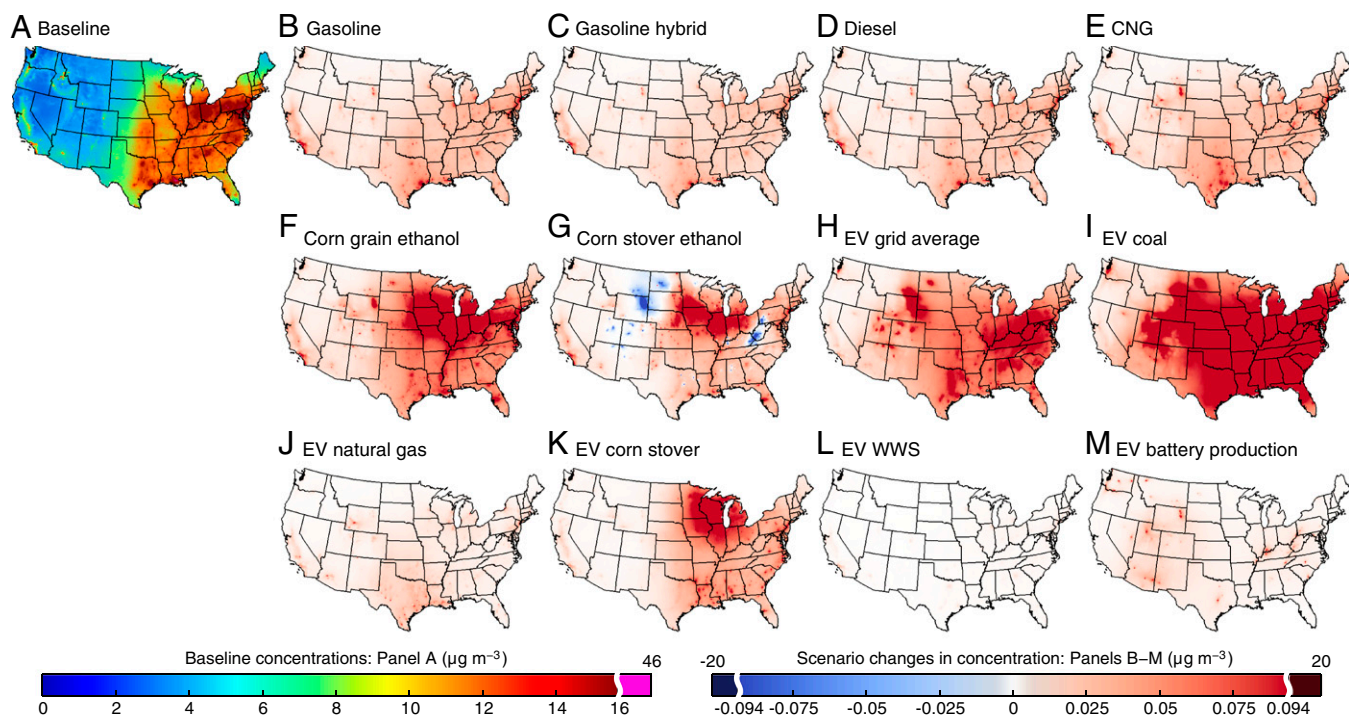 A Baseline
B Gasoline
C Gasoline hybrid
D Diesel
E CNG
F Corn grain ethanol
G Corn stover ethanol
H EV grid average
I EV coal
J EV natural gas
K EV corn stover
L EV WWS
M EV battery production
Baseline concentrations: Panel A (µg m⁻³) 46
0 2 4 6 8 10 12 14 16
-20 Scenario changes in concentration: Panels B–M (µg m⁻³) 20
-0.094 -0.075 -0.05 -0.025 0 0.025 0.05 0.075 0.094